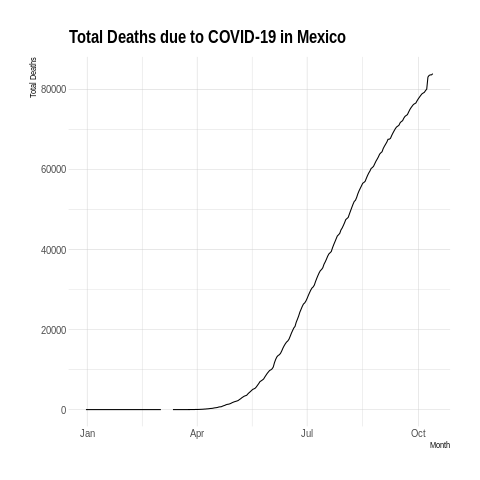 Total Deaths due to COVID-19 in Mexico
Total Deaths
80000
60000
40000
20000
0
Jan Apr Jul Oct
Month